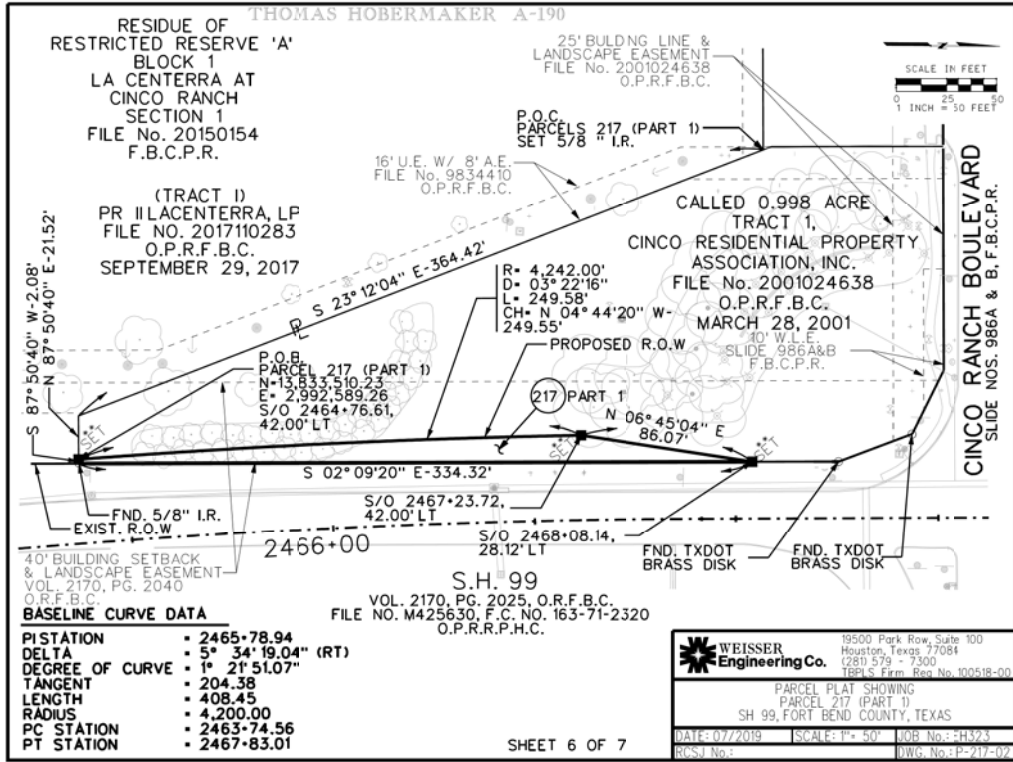 THOMAS HOBERMAKER A-190
RESIDUE OF
RESTRICTED RESERVE 'A'
BLOCK 1
LA CENTERRA AT
CINCO RANCH
SECTION 1
FILE No. 20150154
F.B.C.P.R.
(TRACT I)
PR II LACENTERRA, LP
FILE NO. 2017110283
O.P.R.F.B.C.
SEPTEMBER 29, 2017
25' BULDNG LINE &
LANDSCAPE EASEMENT
FILE No. 2001024638
O.P.R.F.B.C.
SCALE IN FEET
0 25 50
1 INCH = 50 FEET
P.O.C.
PARCELS 217 (PART 1)
SET 5/8 " I.R.
16' U.E. W/ 8' A.E.
FILE No. 9834410
O.P.R.F.B.C.
CALLED 0.998 ACRE
TRACT 1,
CINCO RESIDENTIAL PROPERTY
ASSOCIATION, INC.
FILE No. 2001024638
O.P.R.F.B.C.
MARCH 28, 2001
10' W.L.E.
SLIDE 986A&B
F.B.C.P.R.
CINCO RANCH BOULEVARD
SLIDE NOS. 986A & B, F.B.C.P.R.
S 87° 50'40" W-2.08'
N 87° 50'40" E-21.52'
S 23° 12'04" E-364.42'
PL
R= 4,242.00'
D= 03° 22'16"
L= 249.58'
CH= N 04° 44'20" W-
249.55'
PROPOSED R.O.W
P.O.B.
PARCEL 217 (PART 1)
N=13,833,510.23
E= 2,992,589.26
S/O 2464+76.61,
42.00' LT
217 PART 1
N 06° 45'04" E
86.07'
SET
SET
SET
S 02° 09'20" E-334.32'
FND. 5/8" I.R.
EXIST. R.O.W
S/O 2467+23.72,
42.00' LT
S/O 2468+08.14,
28.12' LT
FND. TXDOT
BRASS DISK
FND. TXDOT
BRASS DISK
2466+00
40' BUILDING SETBACK
& LANDSCAPE EASEMENT
VOL. 2170, PG. 2040
O.R.F.B.C.
S.H. 99
VOL. 2170, PG. 2025, O.R.F.B.C.
FILE NO. M425630, F.C. NO. 163-71-2320
O.P.R.R.P.H.C.
BASELINE CURVE DATA
PI STATION = 2465+78.94
DELTA = 5° 34'19.04" (RT)
DEGREE OF CURVE = 1° 21'51.07"
TANGENT = 204.38
LENGTH = 408.45
RADIUS = 4,200.00
PC STATION = 2463+74.56
PT STATION = 2467+83.01
SHEET 6 OF 7
WEISSER
Engineering Co.
19500 Park Row, Suite 100
Houston, Texas 77084
(281) 579 - 7300
TBPLS Firm Reg No. 100518-00
PARCEL PLAT SHOWING
PARCEL 217 (PART 1)
SH 99, FORT BEND COUNTY, TEXAS
DATE: 07/2019 SCALE: 1"= 50' JOB No.: EH323
RCSJ No.: DWG. No.: P-217-02